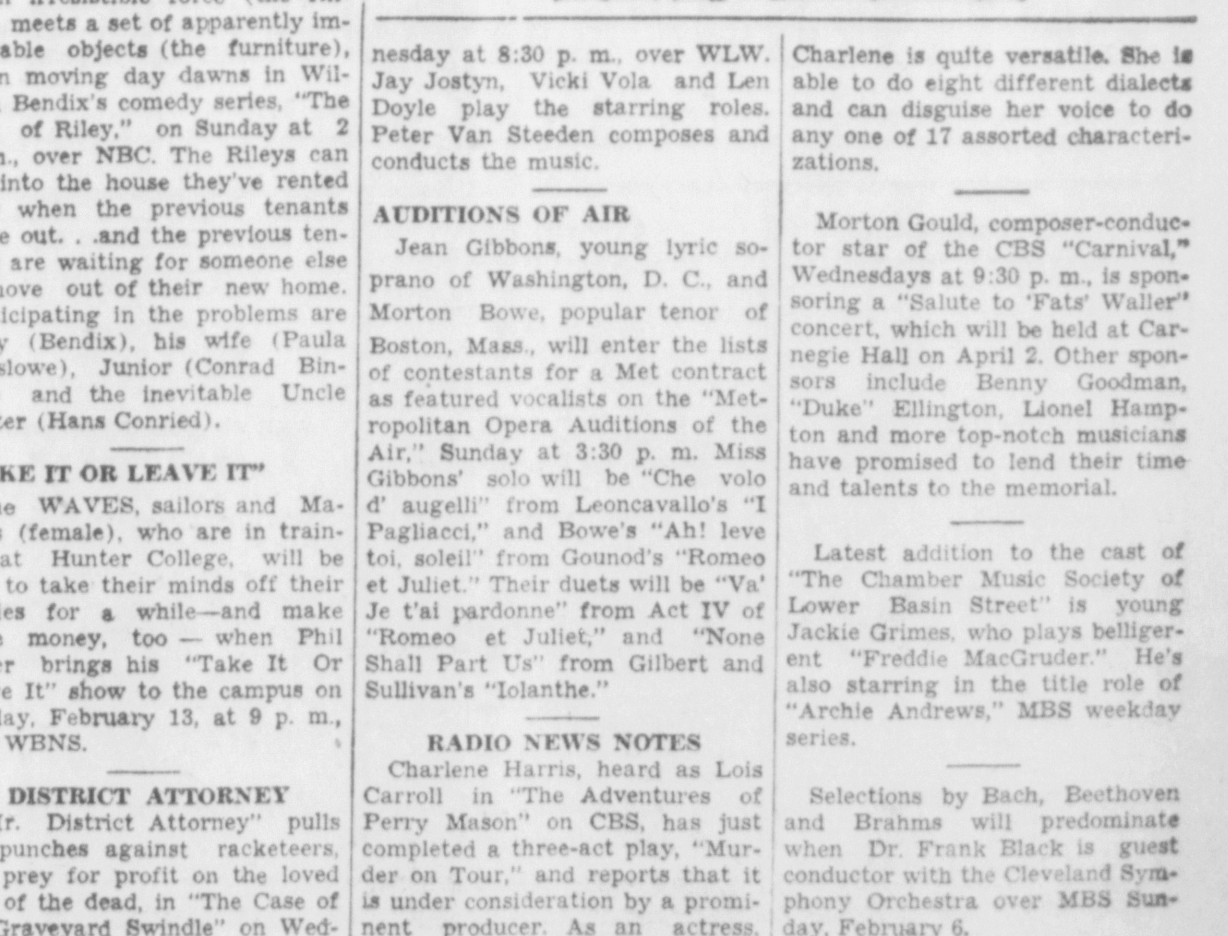 meets a set of apparently im-
able objects (the furniture),
n moving day dawns in Wil-
Bendix's comedy series, "The
of Riley," on Sunday at 2
., over NBC. The Rileys can
into the house they've rented
when the previous tenants
e out. . .and the previous ten-
are waiting for someone else
ove out of their new home.
icipating in the problems are
y (Bendix), his wife (Paula
slowe), Junior (Conrad Bin-
and the inevitable Uncle
er (Hans Conried).
KE IT OR LEAVE IT"
e WAVES, sailors and Ma-
s (female), who are in train-
at Hunter College, will be
to take their minds off their
ies for a while—and make
e money, too — when Phil
er brings his "Take It Or
e It" show to the campus on
day, February 13, at 9 p. m.,
WBNS.
DISTRICT ATTORNEY
r. District Attorney" pulls
punches against racketeers,
prey for profit on the loved
of the dead, in "The Case of
Graveyard Swindle" on Wed-
nesday at 8:30 p. m., over WLW.
Jay Jostyn, Vicki Vola and Len
Doyle play the starring roles.
Peter Van Steeden composes and
conducts the music.
AUDITIONS OF AIR
Jean Gibbons, young lyric so-
prano of Washington, D. C., and
Morton Bowe, popular tenor of
Boston, Mass., will enter the lists
of contestants for a Met contract
as featured vocalists on the "Met-
ropolitan Opera Auditions of the
Air," Sunday at 3:30 p. m. Miss
Gibbons' solo will be "Che volo
d' augelli" from Leoncavallo's "I
Pagliacci," and Bowe's "Ah! leve
toi, soleil" from Gounod's "Romeo
et Juliet." Their duets will be "Va'
Je t'ai pardonne" from Act IV of
"Romeo et Juliet," and "None
Shall Part Us" from Gilbert and
Sullivan's "Iolanthe."
RADIO NEWS NOTES
Charlene Harris, heard as Lois
Carroll in "The Adventures of
Perry Mason" on CBS, has just
completed a three-act play, "Mur-
der on Tour," and reports that it
is under consideration by a promi-
nent producer. As an actress,
Charlene is quite versatile. She is
able to do eight different dialects
and can disguise her voice to do
any one of 17 assorted characteri-
zations.
Morton Gould, composer-conduc-
tor star of the CBS "Carnival,"
Wednesdays at 9:30 p. m., is spon-
soring a "Salute to 'Fats' Waller"
concert, which will be held at Car-
negie Hall on April 2. Other spon-
sors include Benny Goodman,
"Duke" Ellington, Lionel Hamp-
ton and more top-notch musicians
have promised to lend their time
and talents to the memorial.
Latest addition to the cast of
"The Chamber Music Society of
Lower Basin Street" is young
Jackie Grimes, who plays belliger-
ent "Freddie MacGruder." He's
also starring in the title role of
"Archie Andrews," MBS weekday
series.
Selections by Bach, Beethoven
and Brahms will predominate
when Dr. Frank Black is guest
conductor with the Cleveland Sym-
phony Orchestra over MBS Sun-
day, February 6.